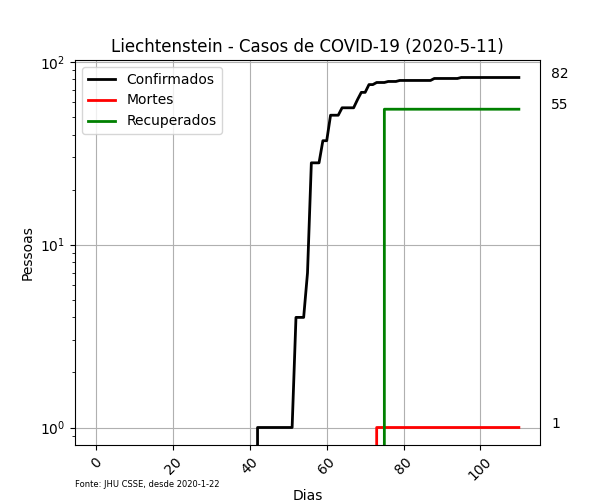 Liechtenstein - Casos de COVID-19 (2020-5-11)
Confirmados
Mortes
Recuperados
82
55
1
10²
10¹
10⁰
Pessoas
0
20
40
60
80
100
Fonte: JHU CSSE, desde 2020-1-22
Dias